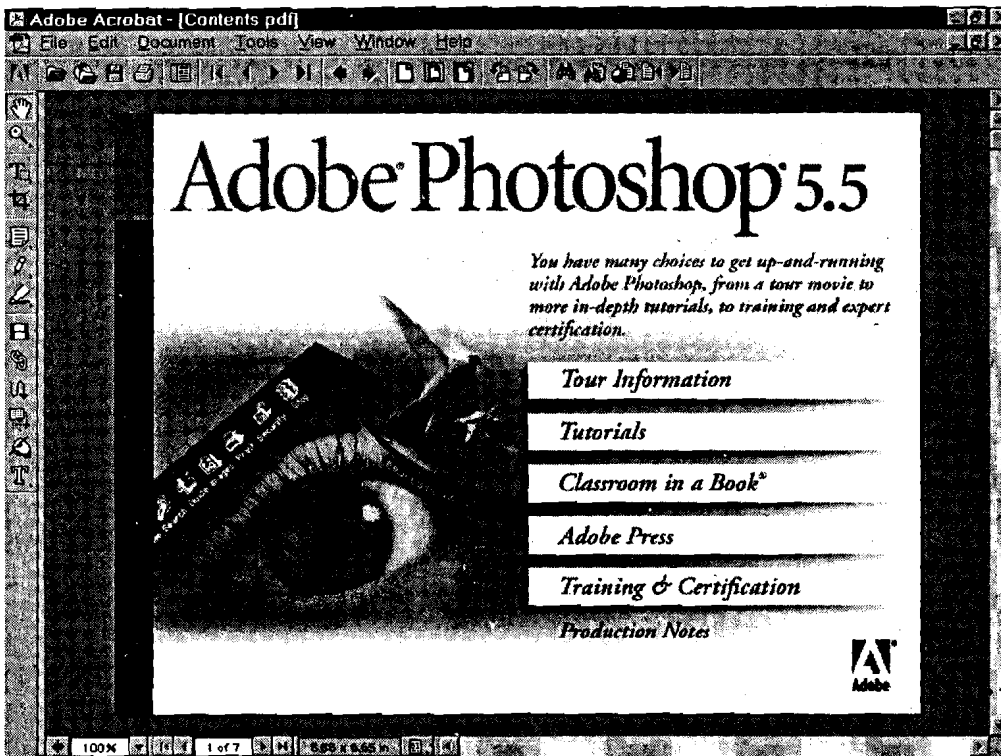 Adobe Acrobat - [Contents pdf]
File Edit Document Tools View Window Help
Adobe® Photoshop® 5.5
You have many choices to get up-and-running
with Adobe Photoshop, from a tour movie to
more in-depth tutorials, to training and expert
certification.
Tour Information
Tutorials
Classroom in a Book®
Adobe Press
Training & Certification
Production Notes
Adobe
100% 1 of 7